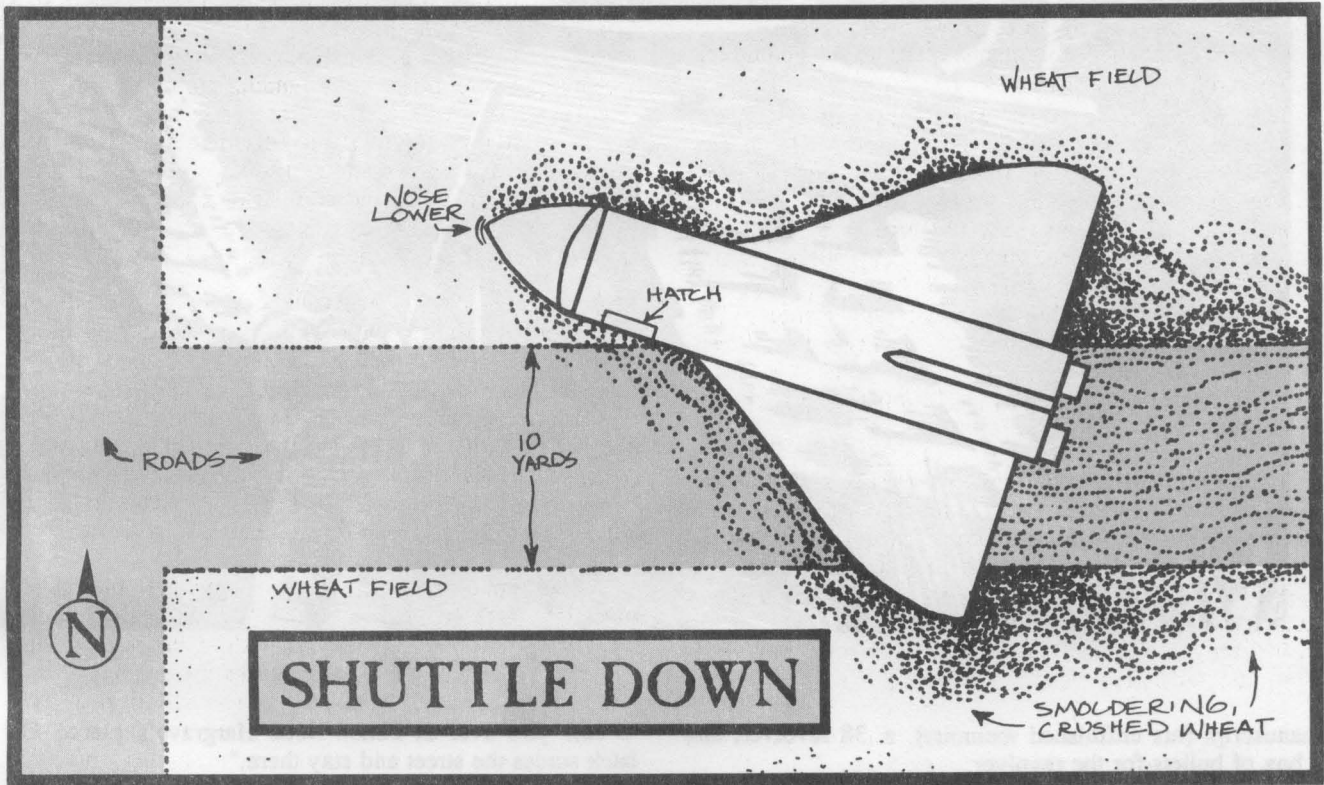 WHEAT FIELD
NOSE
LOWER
HATCH
10
YARDS
ROADS
WHEAT FIELD
N
SHUTTLE DOWN
SMOLDERING,
CRUSHED WHEAT